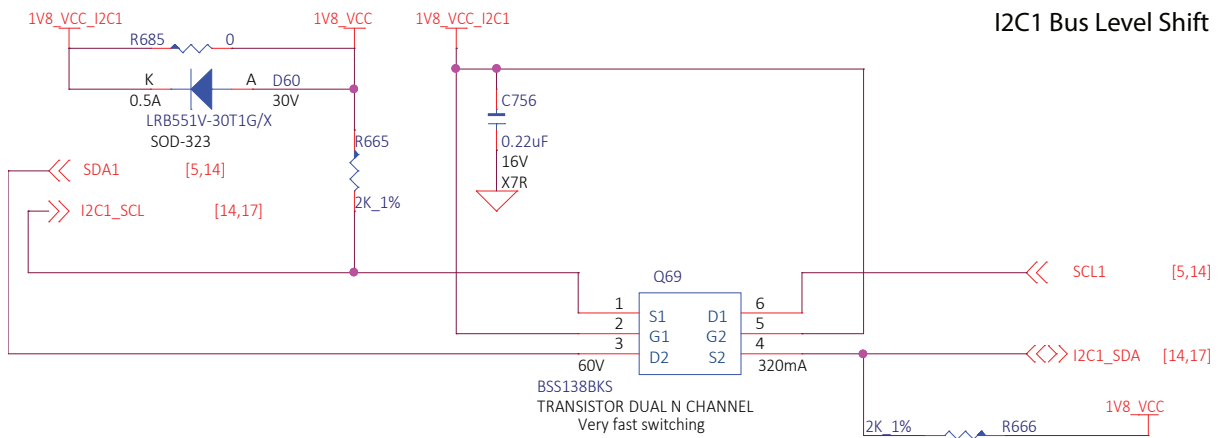 I2C1 Bus Level Shift
1V8_VCC_I2C1
1V8_VCC
1V8_VCC_I2C1
R685
0
K
A
D60
0.5A
30V
LRB551V-30T1G/X
SOD-323
C756
0.22uF
16V
X7R
R665
2K_1%
SDA1
[5,14]
I2C1_SCL
[14,17]
Q69
SCL1
[5,14]
1
S1
D1
6
2
G1
G2
5
3
D2
S2
4
60V
320mA
I2C1_SDA
[14,17]
BSS138BKS
TRANSISTOR DUAL N CHANNEL
Very fast switching
1V8_VCC
2K_1%
R666